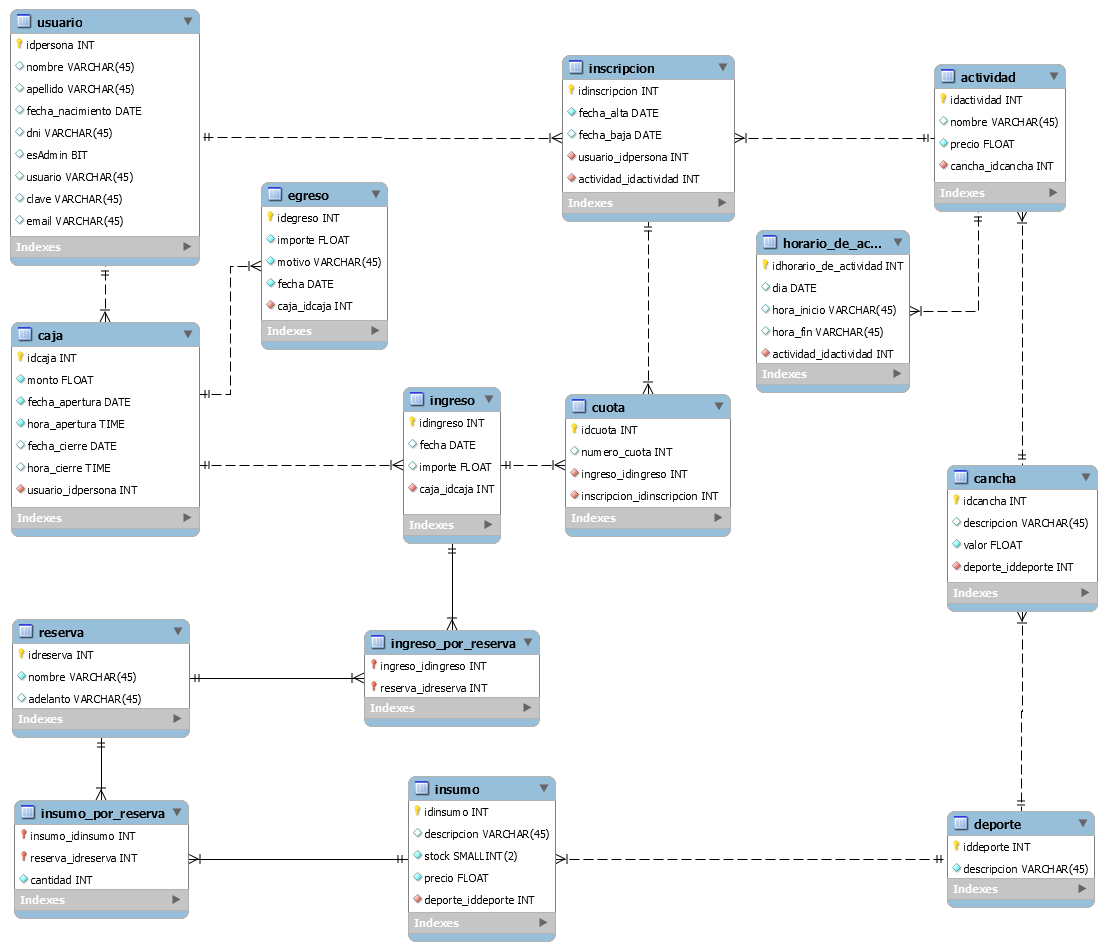 usuario
idpersona INT
nombre VARCHAR(45)
apellido VARCHAR(45)
fecha_nacimiento DATE
dni VARCHAR(45)
esAdmin BIT
usuario VARCHAR(45)
clave VARCHAR(45)
email VARCHAR(45)
Indexes
egreso
idegreso INT
importe FLOAT
motivo VARCHAR(45)
fecha DATE
caja_idcaja INT
Indexes
inscripcion
idinscripcion INT
fecha_alta DATE
fecha_baja DATE
usuario_idpersona INT
actividad_idactividad INT
Indexes
actividad
idactividad INT
nombre VARCHAR(45)
precio FLOAT
cancha_idcancha INT
Indexes
horario_de_ac...
idhorario_de_actividad INT
dia DATE
hora_inicio VARCHAR(45)
hora_fin VARCHAR(45)
actividad_idactividad INT
Indexes
caja
idcaja INT
monto FLOAT
fecha_apertura DATE
hora_apertura TIME
fecha_cierre DATE
hora_cierre TIME
usuario_idpersona INT
Indexes
ingreso
idingreso INT
fecha DATE
importe FLOAT
caja_idcaja INT
Indexes
cuota
idcuota INT
numero_cuota INT
ingreso_idingreso INT
inscripcion_idinscripcion INT
Indexes
cancha
idcancha INT
descripcion VARCHAR(45)
valor FLOAT
deporte_iddeporte INT
Indexes
reserva
idreserva INT
nombre VARCHAR(45)
adelanto VARCHAR(45)
Indexes
ingreso_por_reserva
ingreso_idingreso INT
reserva_idreserva INT
Indexes
insumo_por_reserva
insumo_idinsumo INT
reserva_idreserva INT
cantidad INT
Indexes
insumo
idinsumo INT
descripcion VARCHAR(45)
stock SMALLINT(2)
precio FLOAT
deporte_iddeporte INT
Indexes
deporte
iddeporte INT
descripcion VARCHAR(45)
Indexes